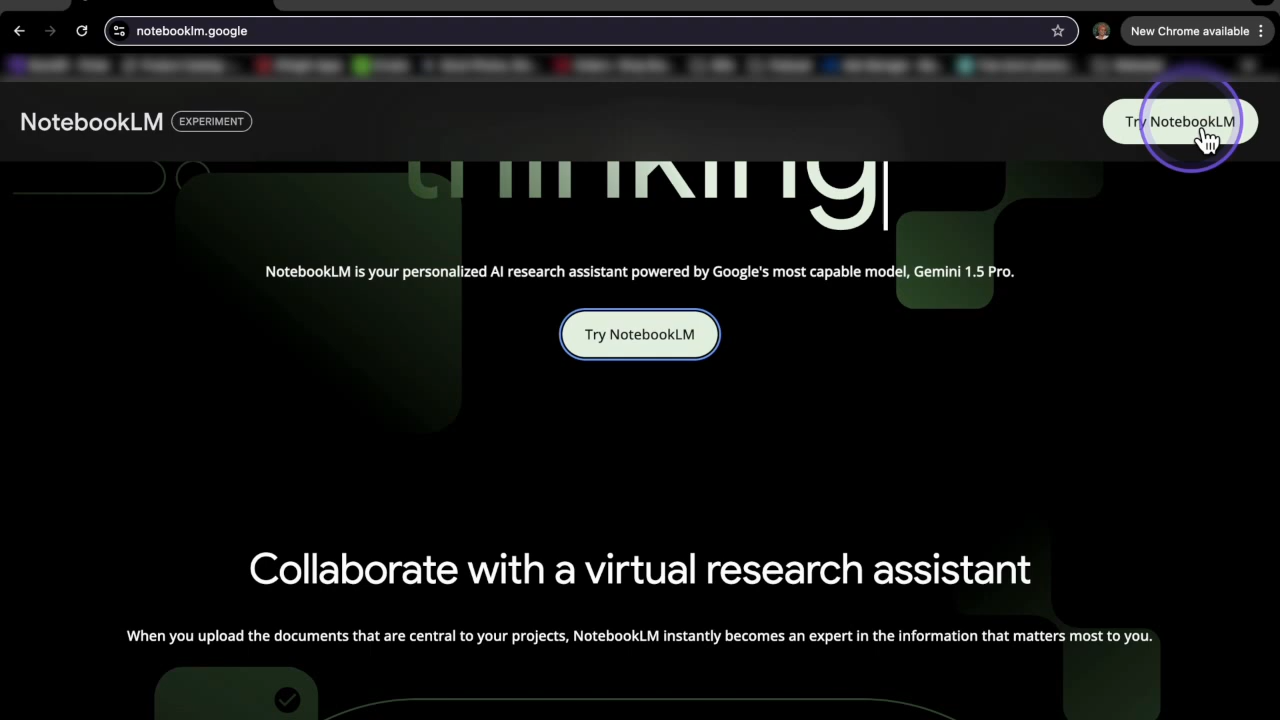 notebooklm.google
New Chrome available
NotebookLM EXPERIMENT
Try NotebookLM
thinking
NotebookLM is your personalized AI research assistant powered by Google's most capable model, Gemini 1.5 Pro.
Try NotebookLM
Collaborate with a virtual research assistant
When you upload the documents that are central to your projects, NotebookLM instantly becomes an expert in the information that matters most to you.